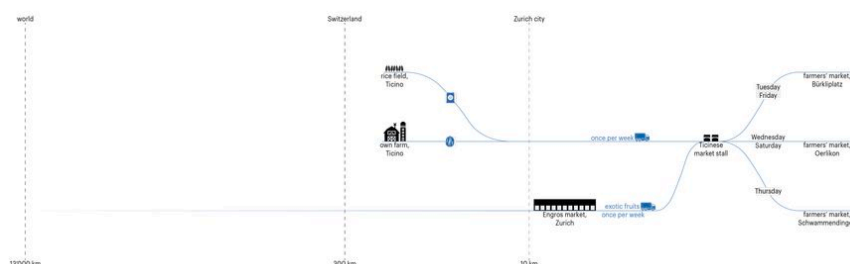 world
Switzerland
Zurich city
rice field,
Ticino
own farm,
Ticino
once per week
Ticinese
market stall
Tuesday
Friday
Wednesday
Saturday
Thursday
farmers' market,
Bürkliplatz
farmers' market,
Oerlikon
farmers' market,
Schwammendinge
Engros market,
Zurich
exotic fruits
once per week
10 km